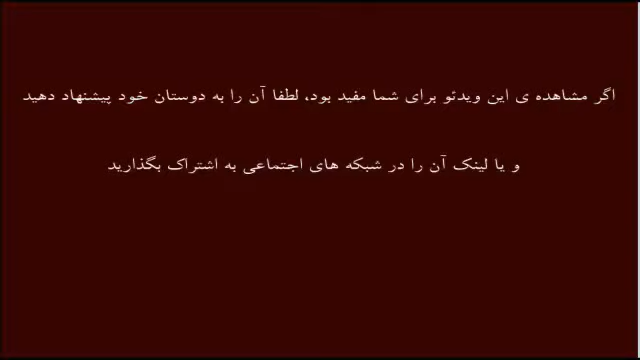 اگر مشاهده ی این ویدئو برای شما مفید بود، لطفا آن را به دوستان خود پیشنهاد دهید
و یا لینک آن را در شبکه های اجتماعی به اشتراک بگذارید